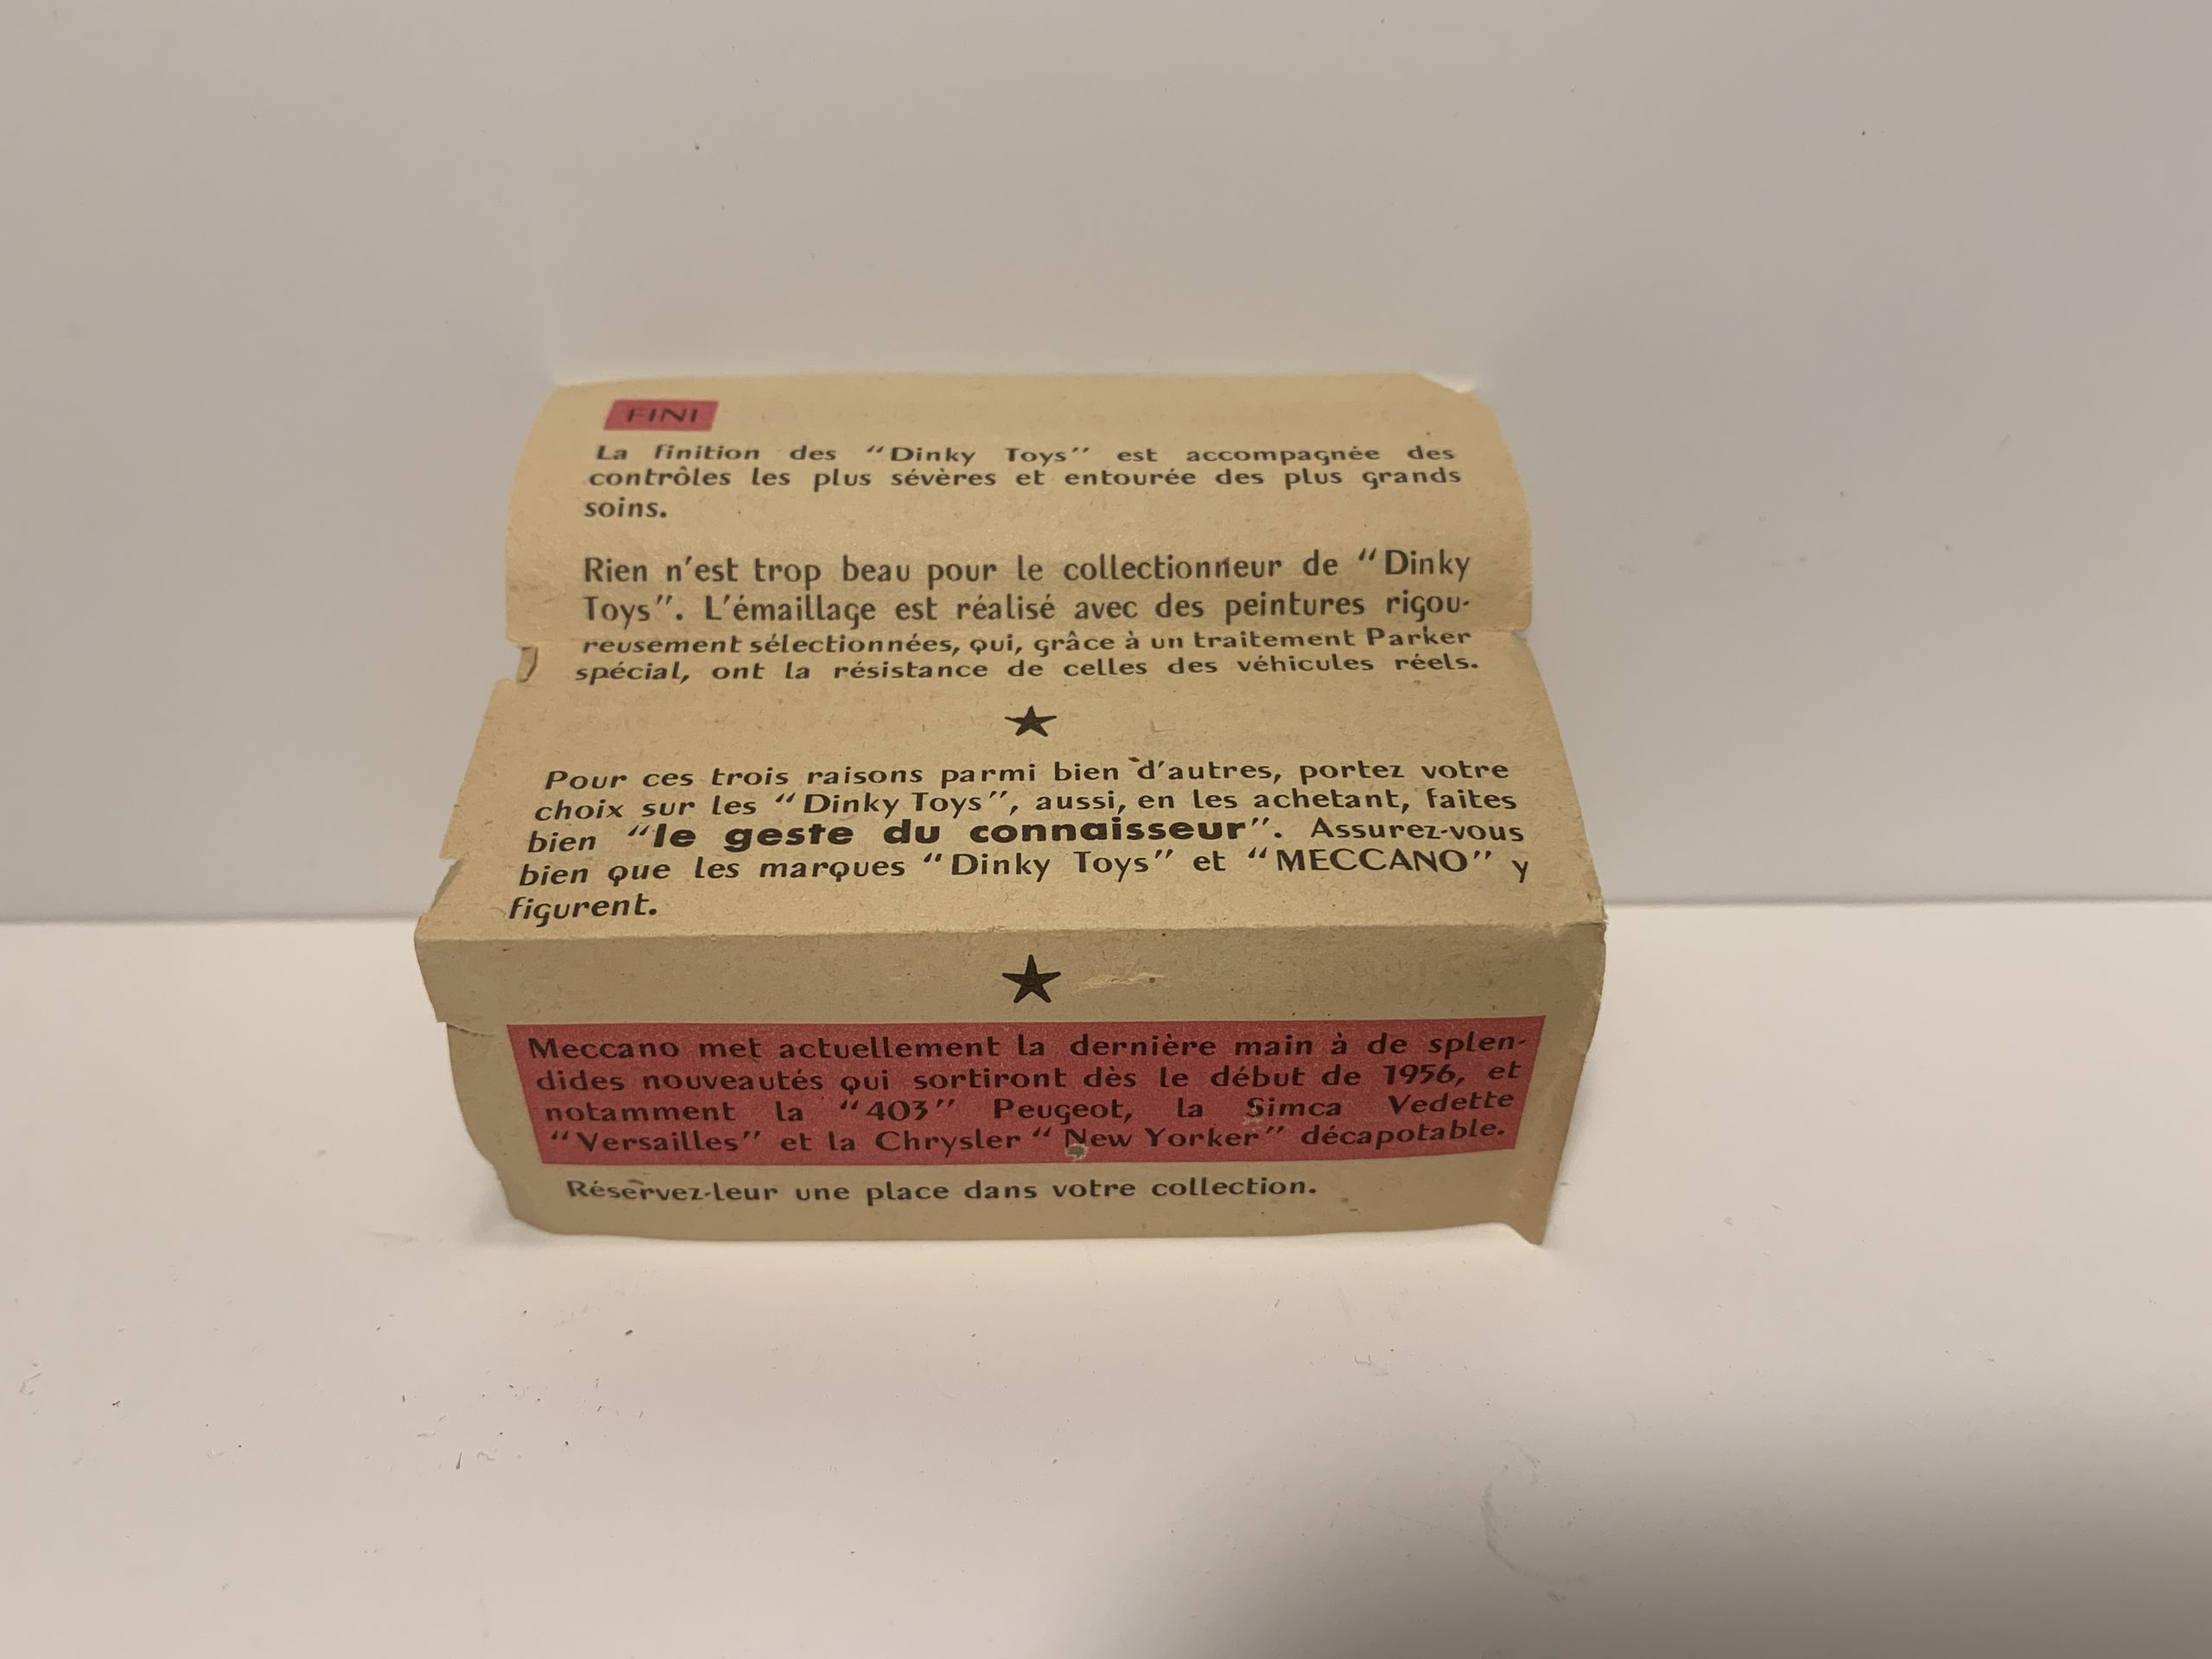 FINI
La finition des "Dinky Toys" est accompagnée des
contrôles les plus sévères et entourée des plus grands
soins.
Rien n'est trop beau pour le collectionneur de "Dinky
Toys". L'émaillage est réalisé avec des peintures rigou-
reusement sélectionnées, qui, grâce à un traitement Parker
spécial, ont la résistance de celles des véhicules réels.
Pour ces trois raisons parmi bien d'autres, portez votre
choix sur les "Dinky Toys", aussi, en les achetant, faites
bien "le geste du connaisseur". Assurez-vous
bien que les marques "Dinky Toys" et "MECCANO" y
figurent.
Meccano met actuellement la dernière main à de splen-
dides nouveautés qui sortiront dès le début de 1956, et
notamment la "403" Peugeot, la Simca Vedette
"Versailles" et la Chrysler "New Yorker" décapotable.
Réservez-leur une place dans votre collection.